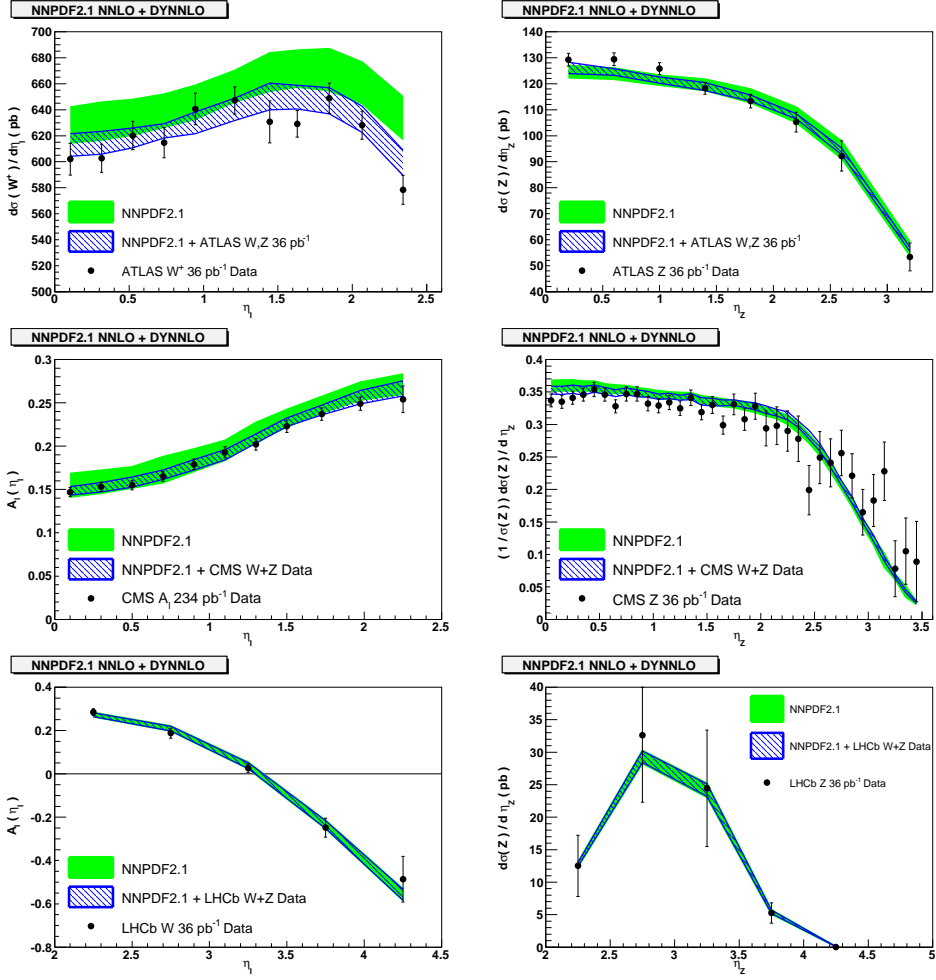 NNPDF2.1 NNLO + DYNNLO
dσ ( W⁺ ) / dη_l ( pb )
700
680
660
640
620
600
580
560
540
520
500
NNPDF2.1
NNPDF2.1 + ATLAS W,Z 36 pb⁻¹
ATLAS W⁺ 36 pb⁻¹ Data
0 0.5 1 1.5 2 2.5
η_l
NNPDF2.1 NNLO + DYNNLO
dσ ( Z ) / dη_Z ( pb )
140
130
120
110
100
90
80
70
60
50
40
NNPDF2.1
NNPDF2.1 + ATLAS W,Z 36 pb⁻¹
ATLAS Z 36 pb⁻¹ Data
0 0.5 1 1.5 2 2.5 3
η_Z
NNPDF2.1 NNLO + DYNNLO
A_l ( η_l )
0.3
0.25
0.2
0.15
0.1
0.05
0
NNPDF2.1
NNPDF2.1 + CMS W+Z Data
CMS A_l 234 pb⁻¹ Data
0 0.5 1 1.5 2 2.5
η_l
NNPDF2.1 NNLO + DYNNLO
( 1 / σ( Z ) ) dσ( Z ) / d η_Z
0.4
0.35
0.3
0.25
0.2
0.15
0.1
0.05
0
NNPDF2.1
NNPDF2.1 + CMS W+Z Data
CMS Z 36 pb⁻¹ Data
0 0.5 1 1.5 2 2.5 3 3.5
η_Z
NNPDF2.1 NNLO + DYNNLO
A_l ( η_l )
0.4
0.2
0
-0.2
-0.4
-0.6
-0.8
NNPDF2.1
NNPDF2.1 + LHCb W+Z Data
LHCb W 36 pb⁻¹ Data
2 2.5 3 3.5 4 4.5
η_l
NNPDF2.1 NNLO + DYNNLO
dσ( Z ) / d η_Z ( pb )
40
35
30
25
20
15
10
5
0
NNPDF2.1
NNPDF2.1 + LHCb W+Z Data
LHCb Z 36 pb⁻¹ Data
2 2.5 3 3.5 4 4.5 5
η_Z